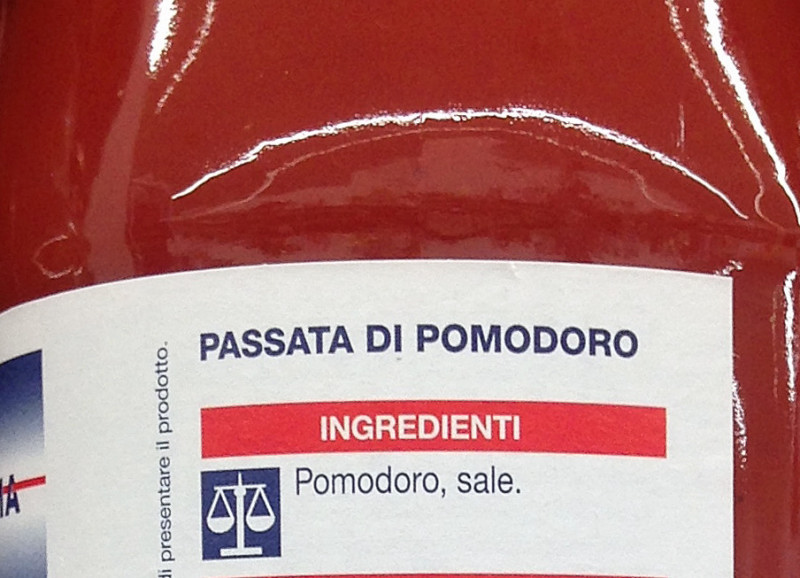 PASSATA DI POMODORO
INGREDIENTI
Pomodoro, sale.
di presentare il prodotto.